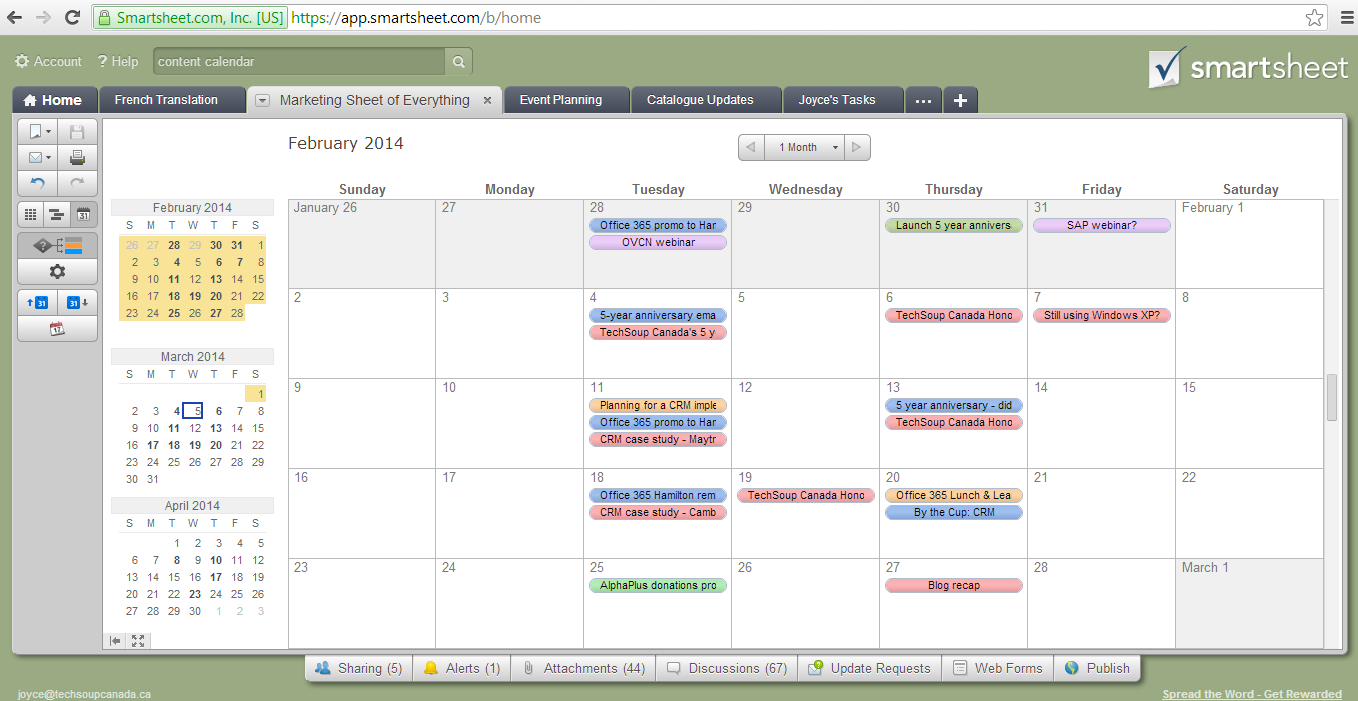 Smartsheet.com, Inc. [US] https://app.smartsheet.com/b/home
Account ? Help content calendar
smartsheet
Home French Translation Marketing Sheet of Everything × Event Planning Catalogue Updates Joyce's Tasks ... +
February 2014
1 Month
Sunday Monday Tuesday Wednesday Thursday Friday Saturday
January 26 27 28 29 30 31 February 1
Office 365 promo to Har Launch 5 year annivers SAP webinar?
OVCN webinar
2 3 4 5 6 7 8
5-year anniversary ema TechSoup Canada Hono Still using Windows XP?
TechSoup Canada's 5 y
9 10 11 12 13 14 15
Planning for a CRM imple 5 year anniversary - did
Office 365 promo to Har TechSoup Canada Hono
CRM case study - Maytr
16 17 18 19 20 21 22
Office 365 Hamilton rem TechSoup Canada Hono Office 365 Lunch & Lea
CRM case study - Camb By the Cup: CRM
23 24 25 26 27 28 March 1
AlphaPlus donations pro Blog recap
31
31
17
February 2014
S M T W T F S
26 27 28 29 30 31 1
2 3 4 5 6 7 8
9 10 11 12 13 14 15
16 17 18 19 20 21 22
23 24 25 26 27 28
March 2014
S M T W T F S
1
2 3 4 5 6 7 8
9 10 11 12 13 14 15
16 17 18 19 20 21 22
23 24 25 26 27 28 29
30 31
April 2014
S M T W T F S
1 2 3 4 5
6 7 8 9 10 11 12
13 14 15 16 17 18 19
20 21 22 23 24 25 26
27 28 29 30 1 2 3
Sharing (5) Alerts (1) Attachments (44) Discussions (67) Update Requests Web Forms Publish
joyce@techsoupcanada.ca Spread the Word - Get Rewarded